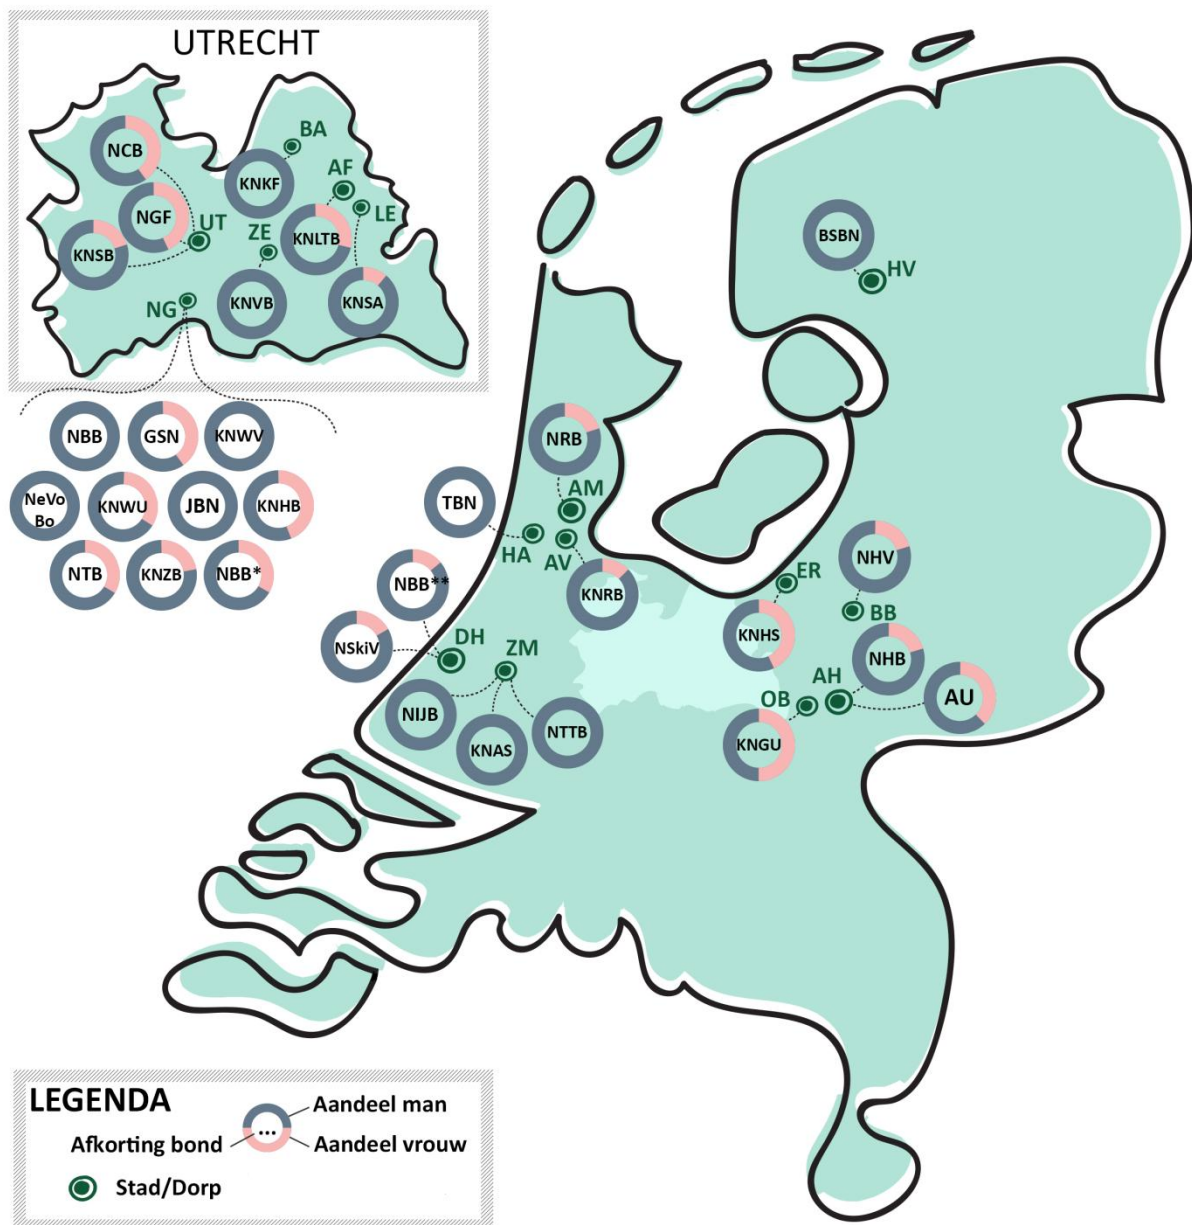 UTRECHT
BA
NCB
KNKF
AF
LE
NGF
UT
ZE
KNLTB
KNSB
NG
KNVB
KNSA
BSBN
HV
NBB
GSN
KNWV
NRB
NeVo
Bo
KNWU
JBN
KNHB
TBN
AM
HA
AV
NTB
KNZB
NBB*
NBB**
KNRB
ER
NHV
BB
NSkiV
DH
ZM
KNHS
NHB
AH
OB
AU
NIJB
KNAS
NTTB
KNGU
LEGENDA
Aandeel man
...
Afkorting bond
Aandeel vrouw
Stad/Dorp